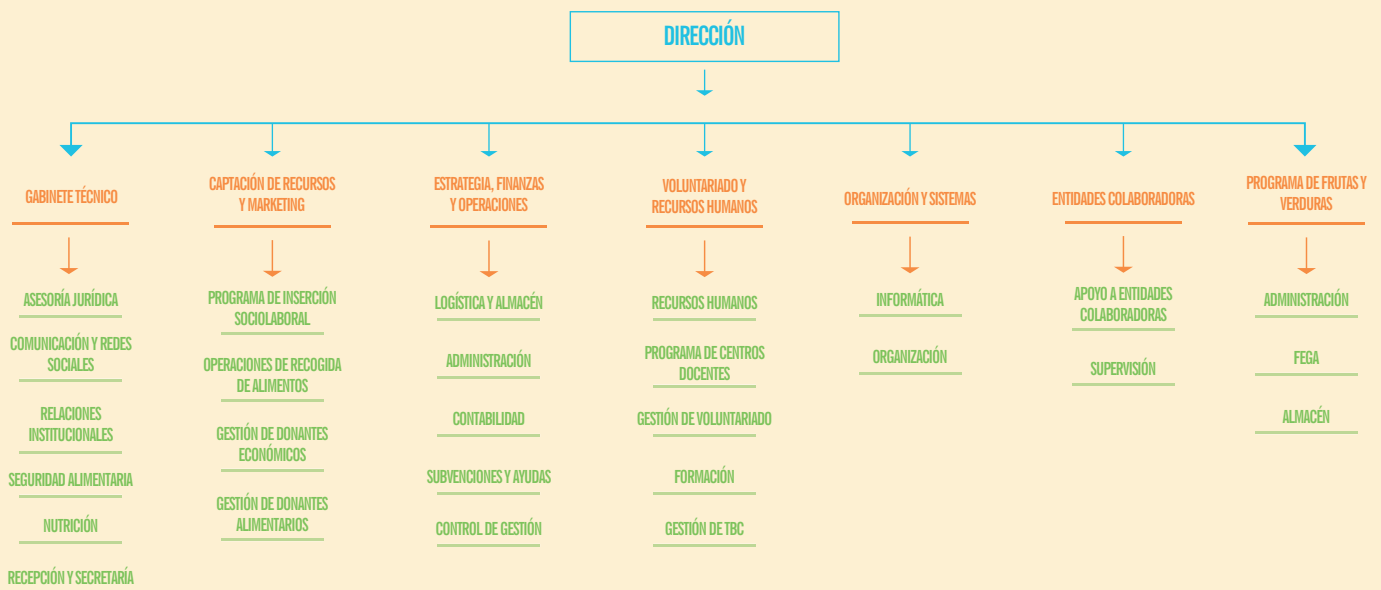 DIRECCIÓN
GABINETE TÉCNICO
ASESORÍA JURÍDICA
COMUNICACIÓN Y REDES
SOCIALES
RELACIONES
INSTITUCIONALES
SEGURIDAD ALIMENTARIA
NUTRICIÓN
RECEPCIÓN Y SECRETARÍA
CAPTACIÓN DE RECURSOS
Y MARKETING
PROGRAMA DE INSERCIÓN
SOCIOLABORAL
OPERACIONES DE RECOGIDA
DE ALIMENTOS
GESTIÓN DE DONANTES
ECONÓMICOS
GESTIÓN DE DONANTES
ALIMENTARIOS
ESTRATEGIA, FINANZAS
Y OPERACIONES
LOGÍSTICA Y ALMACÉN
ADMINISTRACIÓN
CONTABILIDAD
SUBVENCIONES Y AYUDAS
CONTROL DE GESTIÓN
VOLUNTARIADO Y
RECURSOS HUMANOS
RECURSOS HUMANOS
PROGRAMA DE CENTROS
DOCENTES
GESTIÓN DE VOLUNTARIADO
FORMACIÓN
GESTIÓN DE TBC
ORGANIZACIÓN Y SISTEMAS
INFORMÁTICA
ORGANIZACIÓN
ENTIDADES COLABORADORAS
APOYO A ENTIDADES
COLABORADORAS
SUPERVISIÓN
PROGRAMA DE FRUTAS Y
VERDURAS
ADMINISTRACIÓN
FEGA
ALMACÉN